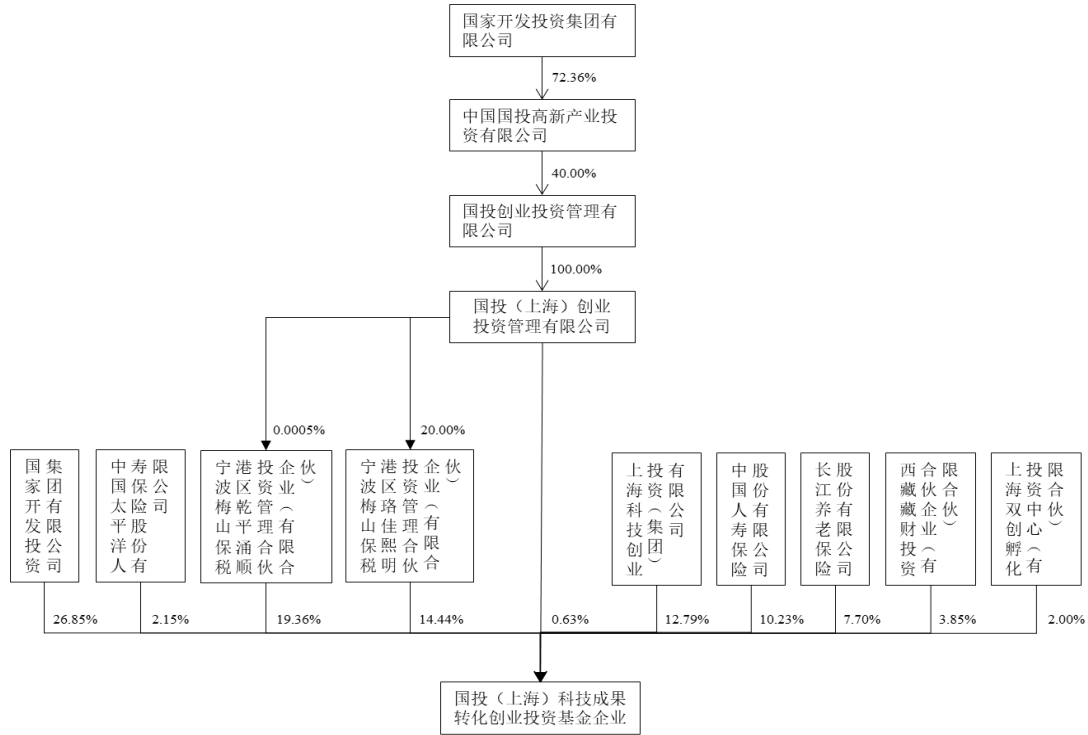 国家开发投资集团有
限公司
72.36%
中国国投高新产业投
资有限公司
40.00%
国投创业投资管理有
限公司
100.00%
国投（上海）创业
投资管理有限公司
0.0005%
20.00%
国家开发投资
集团有限公司
中国太平洋人
寿保险股份有
限公司
宁波梅山保税
港区乾平涌顺
投资管理合伙
企业（有限合
伙）
宁波梅山保税
港区珞佳熙明
投资管理合伙
企业（有限合
伙）
上海科技创业
投资（集团）
有限公司
中国人寿保险
股份有限公司
长江养老保险
股份有限公司
西藏藏财投资
合伙企业（有
限合伙）
上海双创孵化
投资中心（有
限合伙）
26.85%
2.15%
19.36%
14.44%
0.63%
12.79%
10.23%
7.70%
3.85%
2.00%
国投（上海）科技成果
转化创业投资基金企业